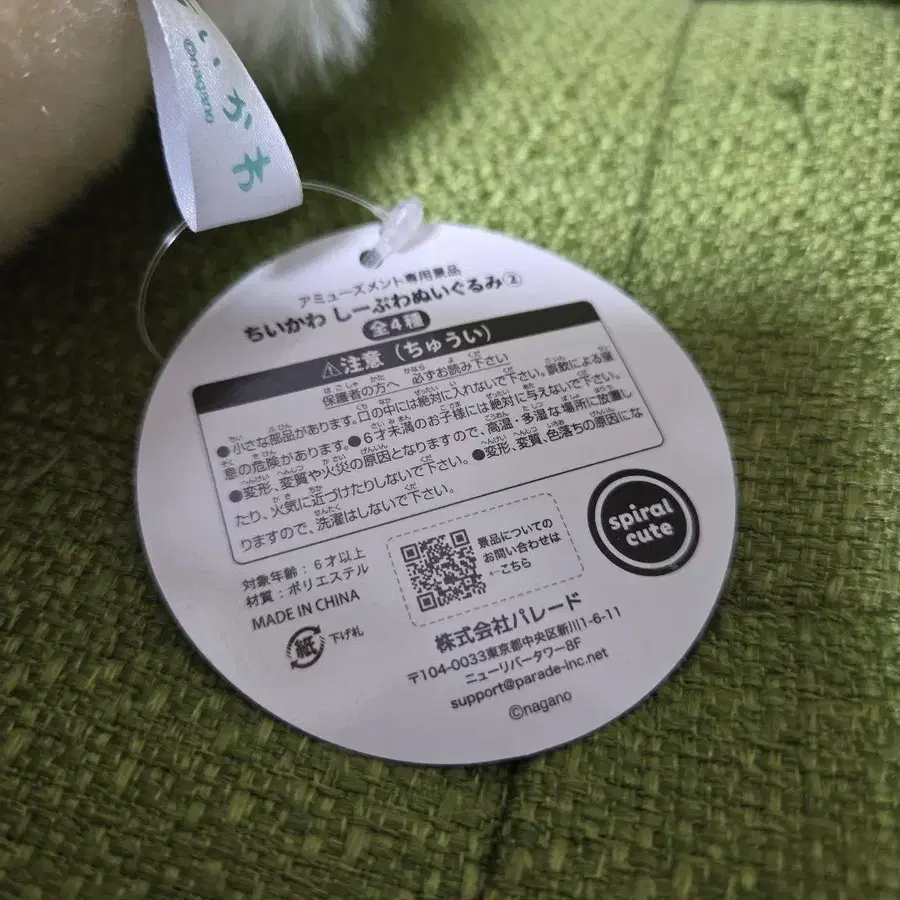 いかわ
©nagano
アミューズメント専用景品
ちいかわ しーぷわぬいぐるみ②
全4種
⚠注意（ちゅうい）
保護者の方へ 必ずお読み下さい
●小さな部品があります。口の中には絶対に入れないで下さい。誤飲による窒
息の危険があります。●6才未満のお子様には絶対に与えないで下さい。
●変形、変質や火災の原因となりますので、高温・多湿な場所に放置し
たり、火気に近づけたりしないで下さい。●変形、変質、色落ちの原因にな
りますので、洗濯はしないで下さい。
対象年齢：6才以上
材質：ポリエステル
MADE IN CHINA
紙 下げ札
景品についての
お問い合わせは
←こちら
spiral
cute
株式会社パレード
〒104-0033東京都中央区新川1-6-11
ニューリバータワー8F
support@parade-inc.net
©nagano